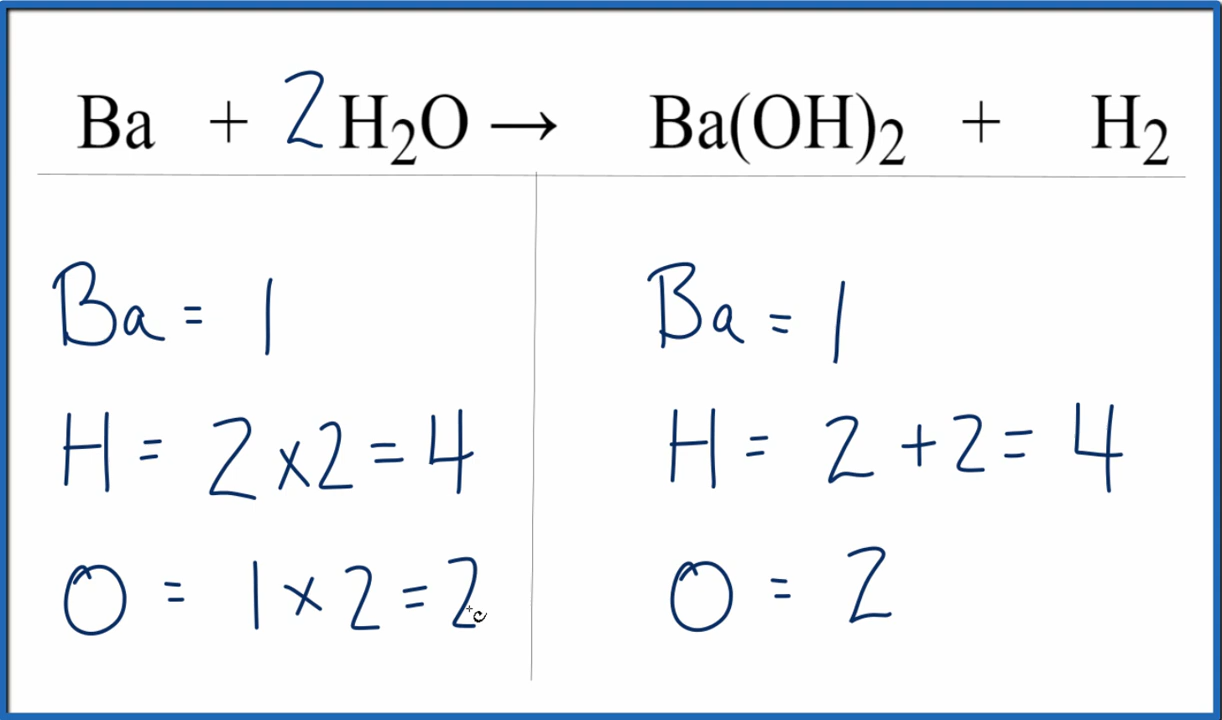 Ba + 2 H₂O → Ba(OH)₂ + H₂
Ba = 1
H = 2 × 2 = 4
O = 1 × 2 = 2
Ba = 1
H = 2 + 2 = 4
O = 2